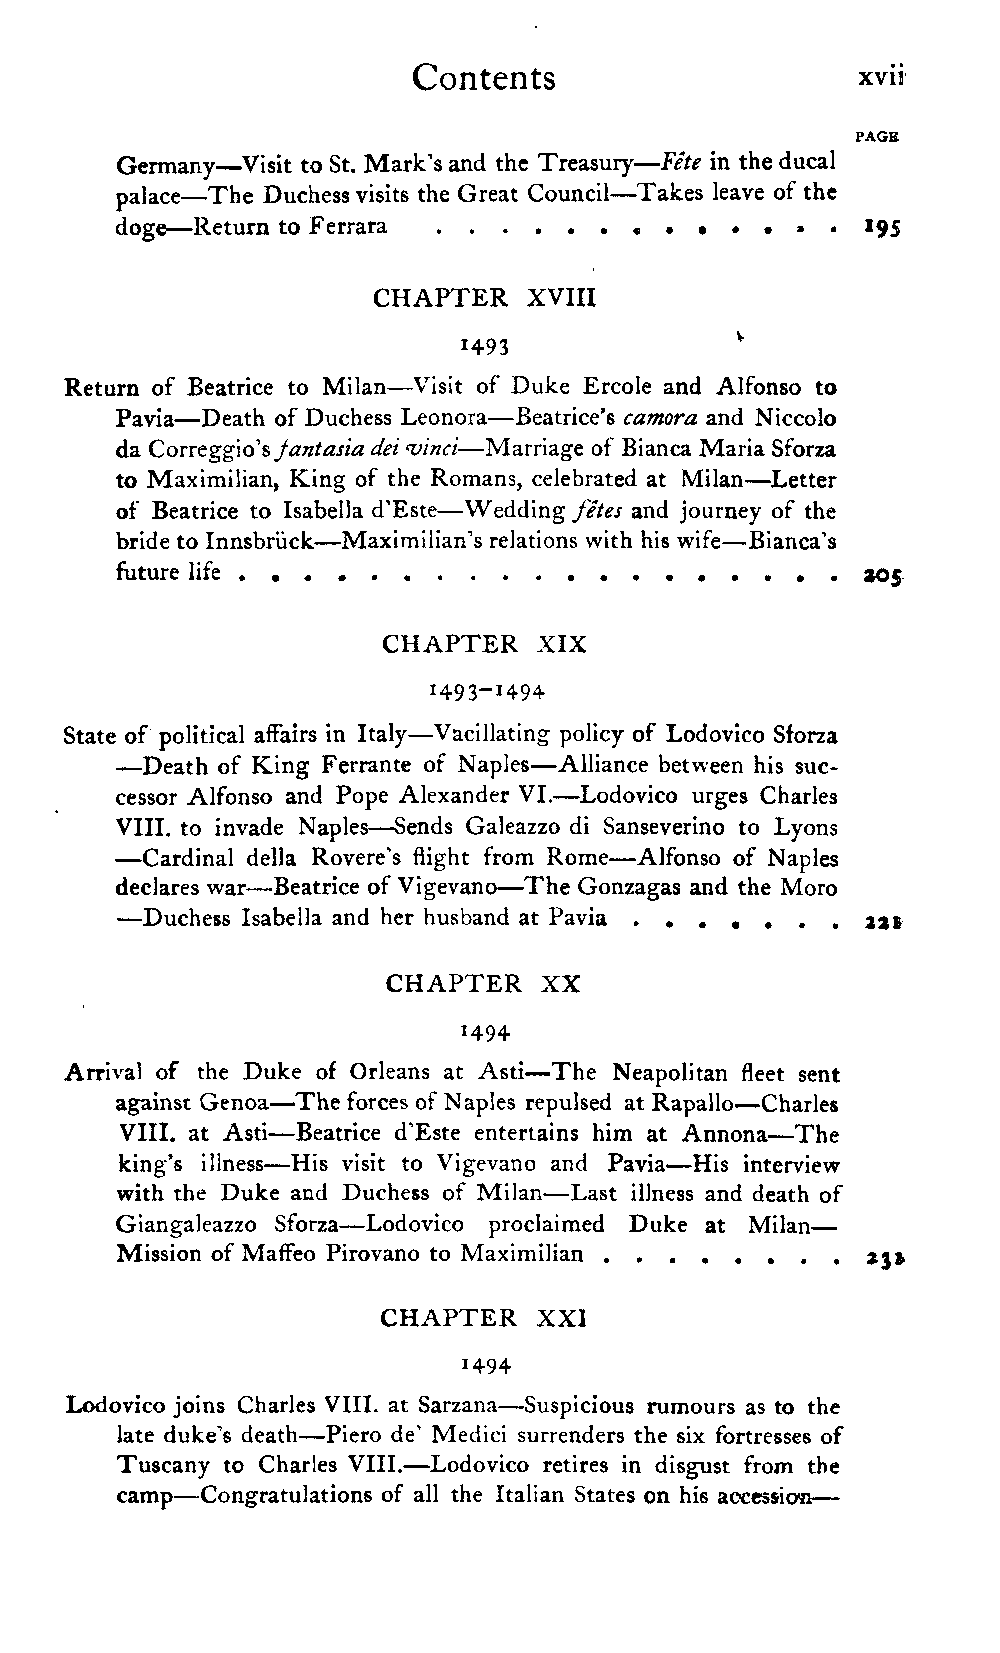 Contents xvii
PAGE
Germany—Visit to St. Mark's and the Treasury—Fête in the ducal
palace—The Duchess visits the Great Council—Takes leave of the
doge—Return to Ferrara . . . . . . . . . . . . . 195
CHAPTER XVIII
1493
Return of Beatrice to Milan—Visit of Duke Ercole and Alfonso to
Pavia—Death of Duchess Leonora—Beatrice's camora and Niccolo
da Correggio's fantasia dei vinci—Marriage of Bianca Maria Sforza
to Maximilian, King of the Romans, celebrated at Milan—Letter
of Beatrice to Isabella d'Este—Wedding fêtes and journey of the
bride to Innsbrück—Maximilian's relations with his wife—Bianca's
future life . . . . . . . . . . . . . . . . . . . 205
CHAPTER XIX
1493-1494
State of political affairs in Italy—Vacillating policy of Lodovico Sforza
—Death of King Ferrante of Naples—Alliance between his suc-
cessor Alfonso and Pope Alexander VI.—Lodovico urges Charles
VIII. to invade Naples—Sends Galeazzo di Sanseverino to Lyons
—Cardinal della Rovere's flight from Rome—Alfonso of Naples
declares war—Beatrice of Vigevano—The Gonzagas and the Moro
—Duchess Isabella and her husband at Pavia . . . . . . .
CHAPTER XX
1494
Arrival of the Duke of Orleans at Asti—The Neapolitan fleet sent
against Genoa—The forces of Naples repulsed at Rapallo—Charles
VIII. at Asti—Beatrice d'Este entertains him at Annona—The
king's illness—His visit to Vigevano and Pavia—His interview
with the Duke and Duchess of Milan—Last illness and death of
Giangaleazzo Sforza—Lodovico proclaimed Duke at Milan—
Mission of Maffeo Pirovano to Maximilian . . . . . . . .
CHAPTER XXI
1494
Lodovico joins Charles VIII. at Sarzana—Suspicious rumours as to the
late duke's death—Piero de' Medici surrenders the six fortresses of
Tuscany to Charles VIII.—Lodovico retires in disgust from the
camp—Congratulations of all the Italian States on his accession—